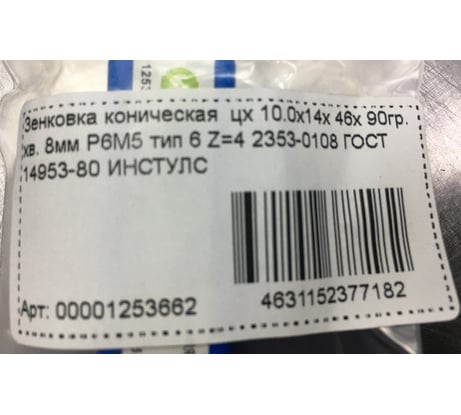 1253
Зенковка коническая цх 10.0х14х 46х 90гр.
хв. 8мм Р6М5 тип 6 Z=4 2353-0108 ГОСТ
14953-80 ИНСТУЛС
Арт: 00001253662
4631152377182